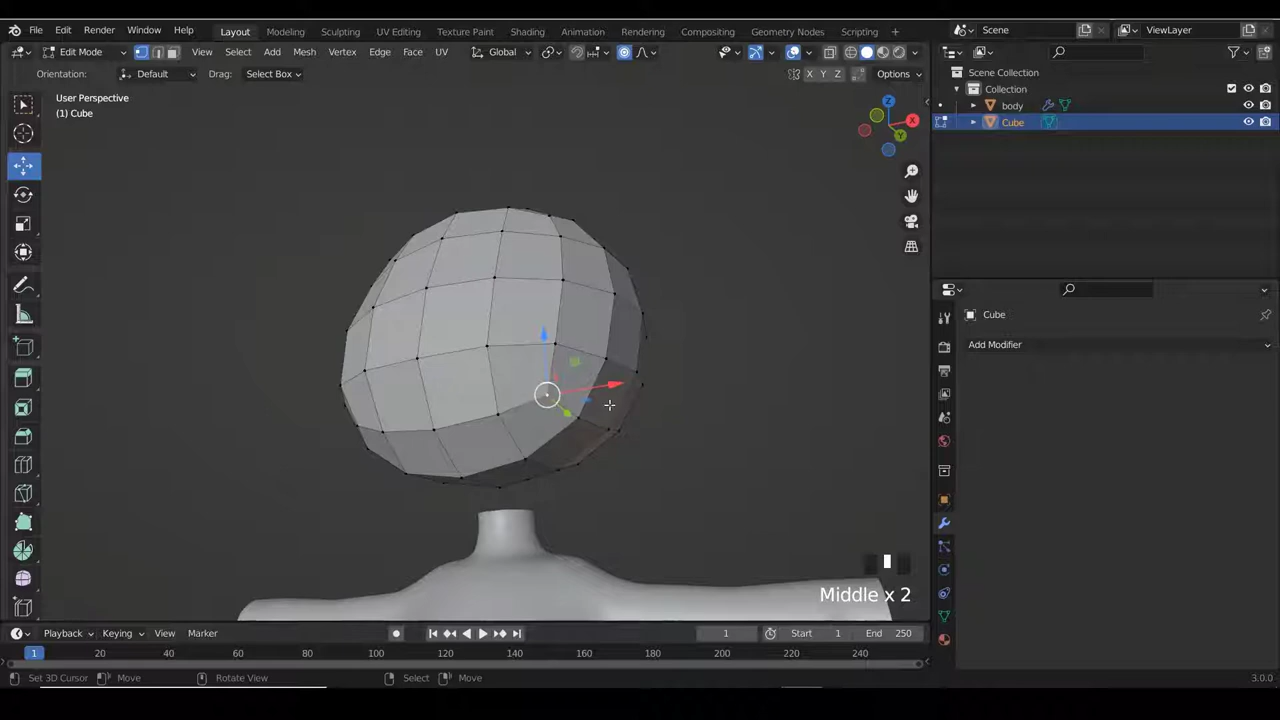 File Edit Render Window Help Layout Modeling Sculpting UV Editing Texture Paint Shading Animation Rendering Compositing Geometry Nodes Scripting + Scene ViewLayer
Edit Mode View Select Add Mesh Vertex Edge Face UV Global
Orientation: Default Drag: Select Box X Y Z Options
Scene Collection
Collection
body
Cube
User Perspective
(1) Cube
Z
X
Y
Cube
Add Modifier
Middle x 2
Playback Keying View Marker 1 Start 1 End 250
1 20 40 60 80 100 120 140 160 180 200 220 240
Set 3D Cursor Move Rotate View Select Move 3.0.0